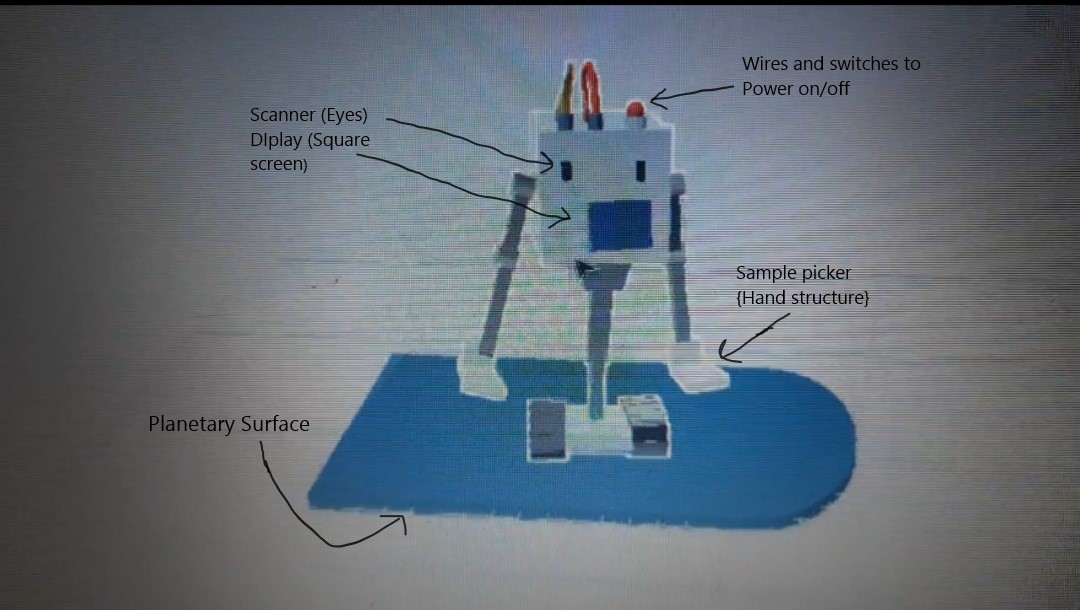 Wires and switches to
Power on/off
Scanner (Eyes)
DIplay (Square
screen)
Sample picker
{Hand structure}
Planetary Surface